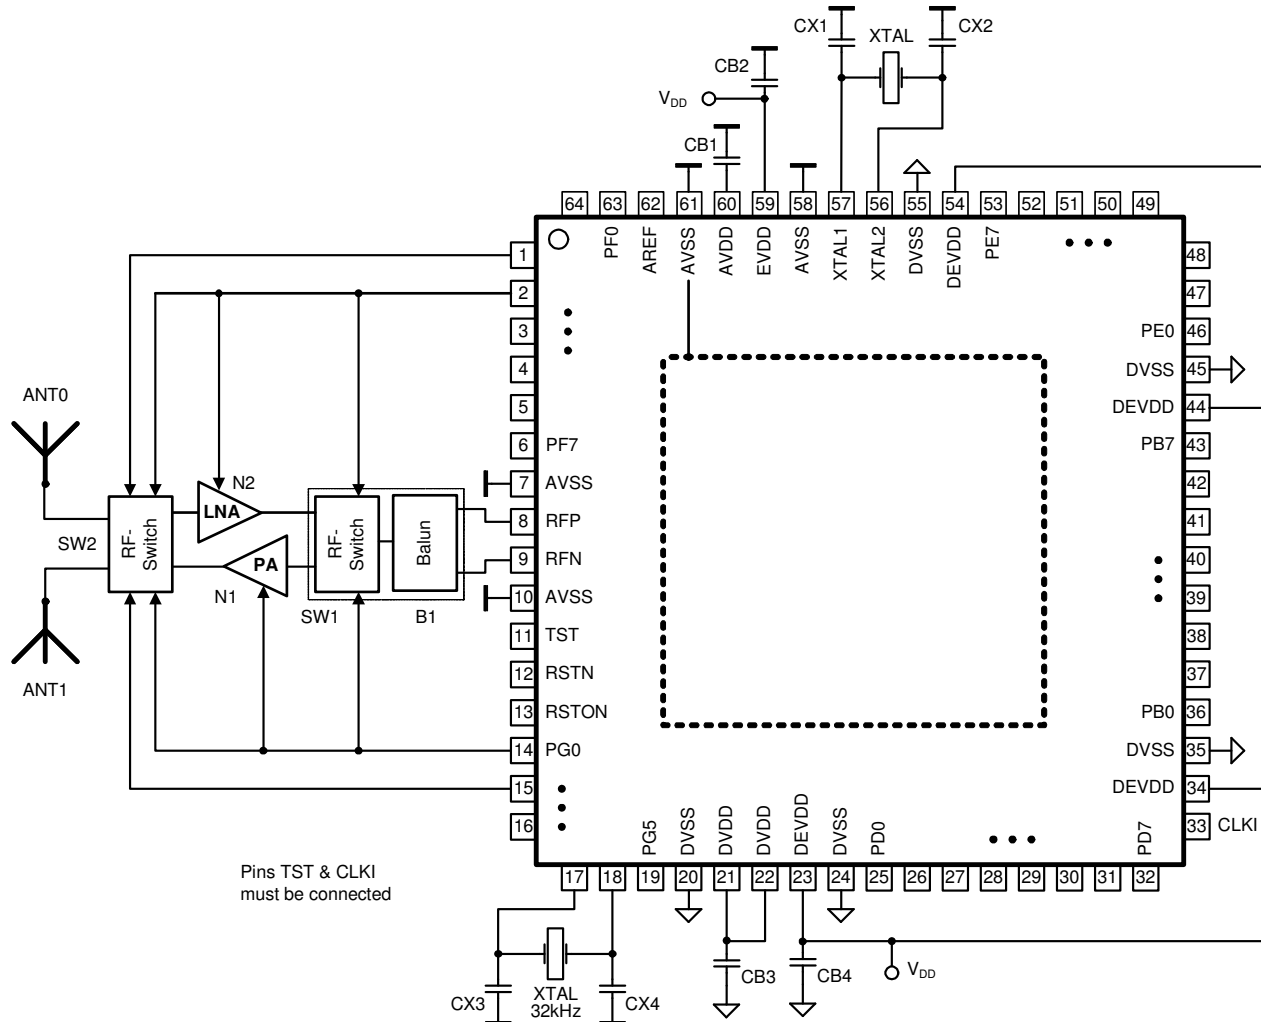 CX1
XTAL
CX2
CB2
VDD
CB1
64 63 62 61 60 59 58 57 56 55 54 53 52 51 50 49
PF0
AREF
AVSS
AVDD
EVDD
AVSS
XTAL1
XTAL2
DVSS
DEVDD
PE7
1
2
3
4
5
6 PF7
7 AVSS
8 RFP
9 RFN
10 AVSS
11 TST
12 RSTN
13 RSTON
14 PG0
15
16
48
47
PE0 46
DVSS 45
DEVDD 44
PB7 43
42
41
40
39
38
37
PB0 36
DVSS 35
DEVDD 34
33 CLKI
ANT0
N2
LNA
SW2
RF-
Switch
RF-
Switch
Balun
PA
N1
SW1
B1
ANT1
PG5
DVSS
DVDD
DVDD
DEVDD
DVSS
PD0
PD7
17 18 19 20 21 22 23 24 25 26 27 28 29 30 31 32
Pins TST & CLKI
must be connected
CX3
XTAL
32kHz
CX4
CB3
CB4
VDD